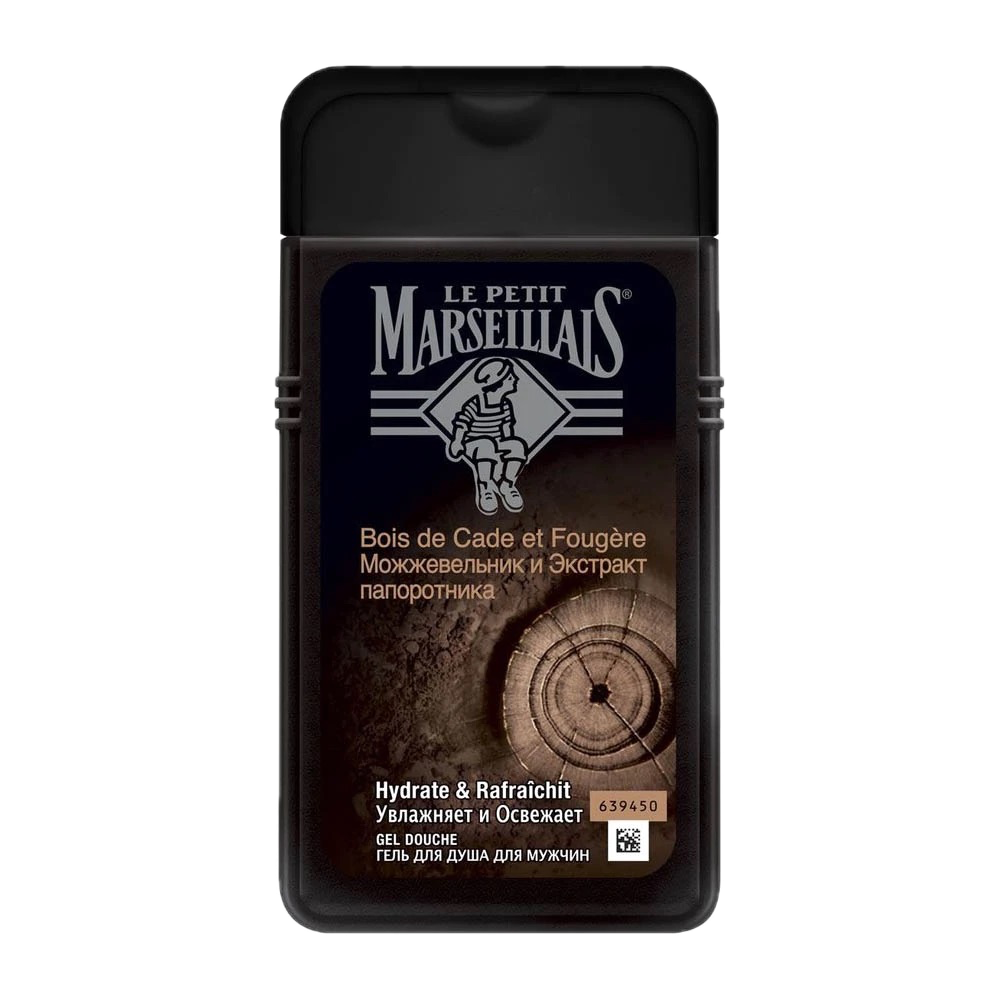 LE PETIT
MARSEILLAIS®
Bois de Cade et Fougère
Можжевельник и Экстракт
папоротника
Hydrate & Rafraîchit
Увлажняет и Освежает
639450
GEL DOUCHE
ГЕЛЬ ДЛЯ ДУША ДЛЯ МУЖЧИН